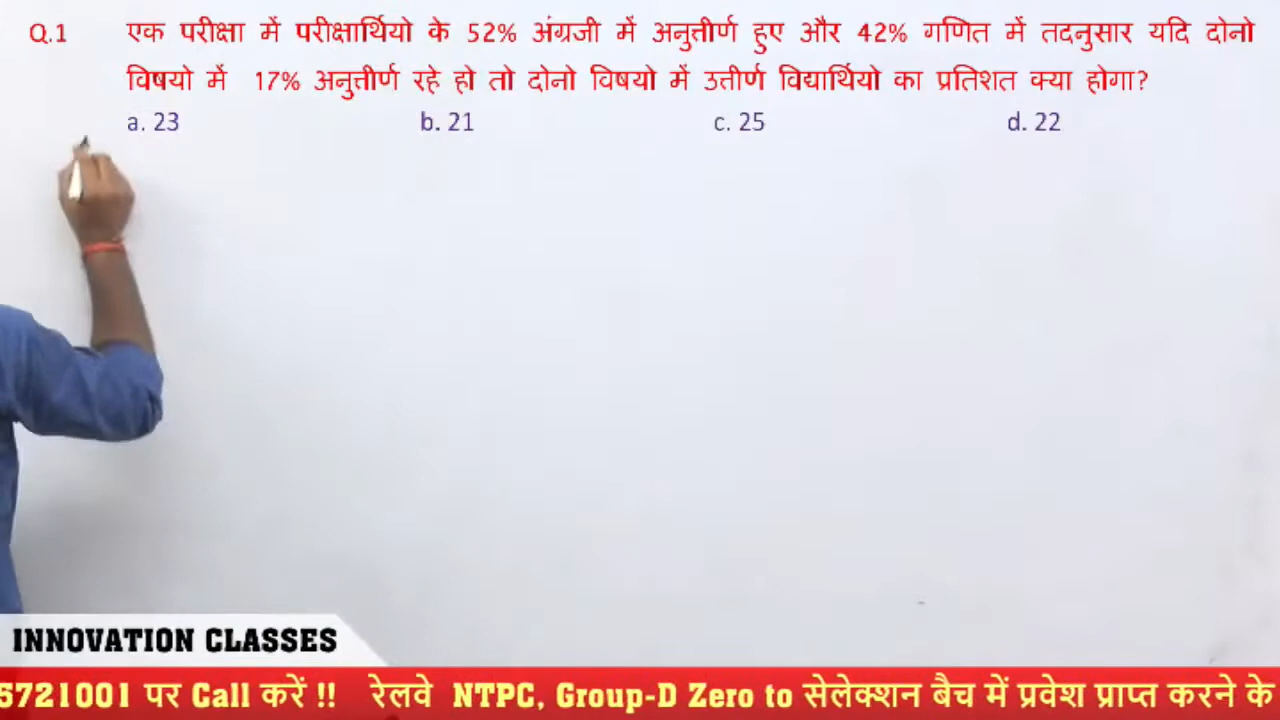 Q.1 एक परीक्षा में परीक्षार्थियो के 52% अंग्रजी में अनुत्तीर्ण हुए और 42% गणित में तदनुसार यदि दोनो
विषयो में 17% अनुत्तीर्ण रहे हो तो दोनो विषयो में उत्तीर्ण विद्यार्थियो का प्रतिशत क्या होगा?
a. 23 b. 21 c. 25 d. 22
INNOVATION CLASSES
6721001 पर Call करें !! रेलवे NTPC, Group-D Zero to सेलेक्शन बैच में प्रवेश प्राप्त करने के